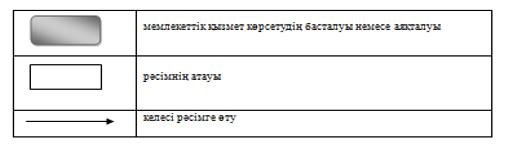 мемлекеттік қызмет көрсетудің басталуы немесе аяқталуы
рәсімнің атауы
келесі рәсімге өту